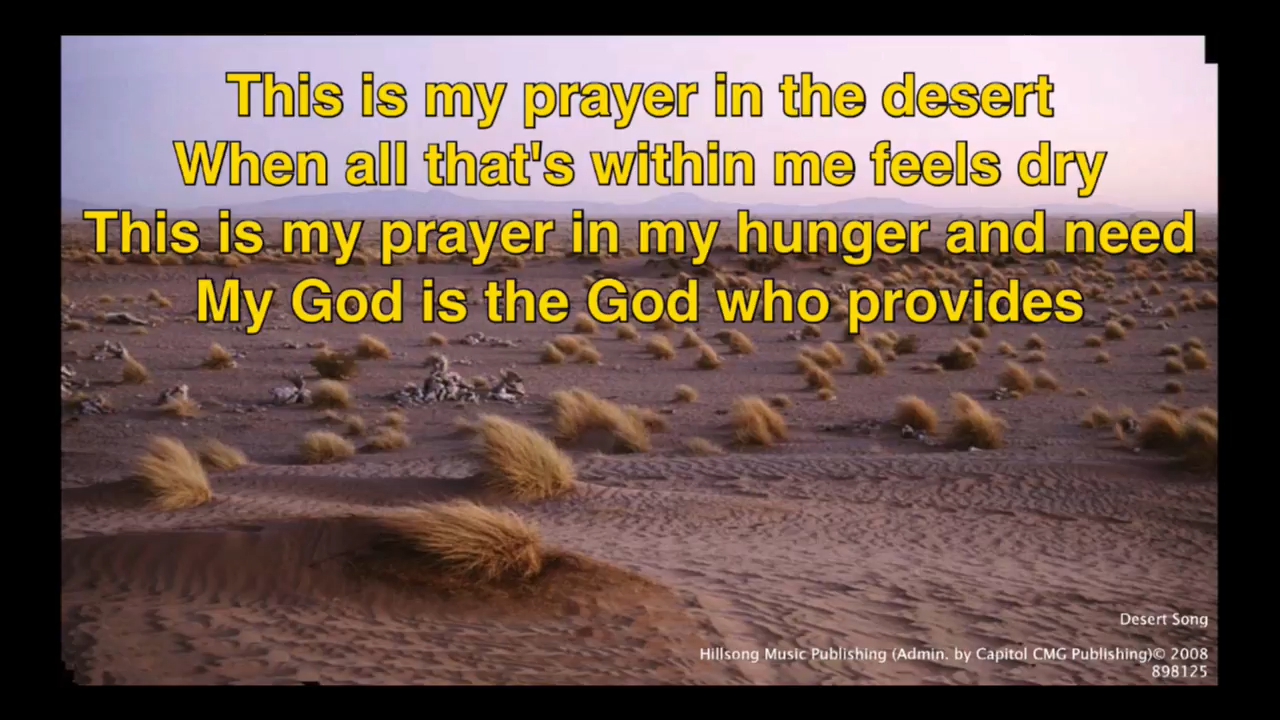 This is my prayer in the desert
When all that's within me feels dry
This is my prayer in my hunger and need
My God is the God who provides
Desert Song
Hillsong Music Publishing (Admin. by Capitol CMG Publishing)© 2008
898125